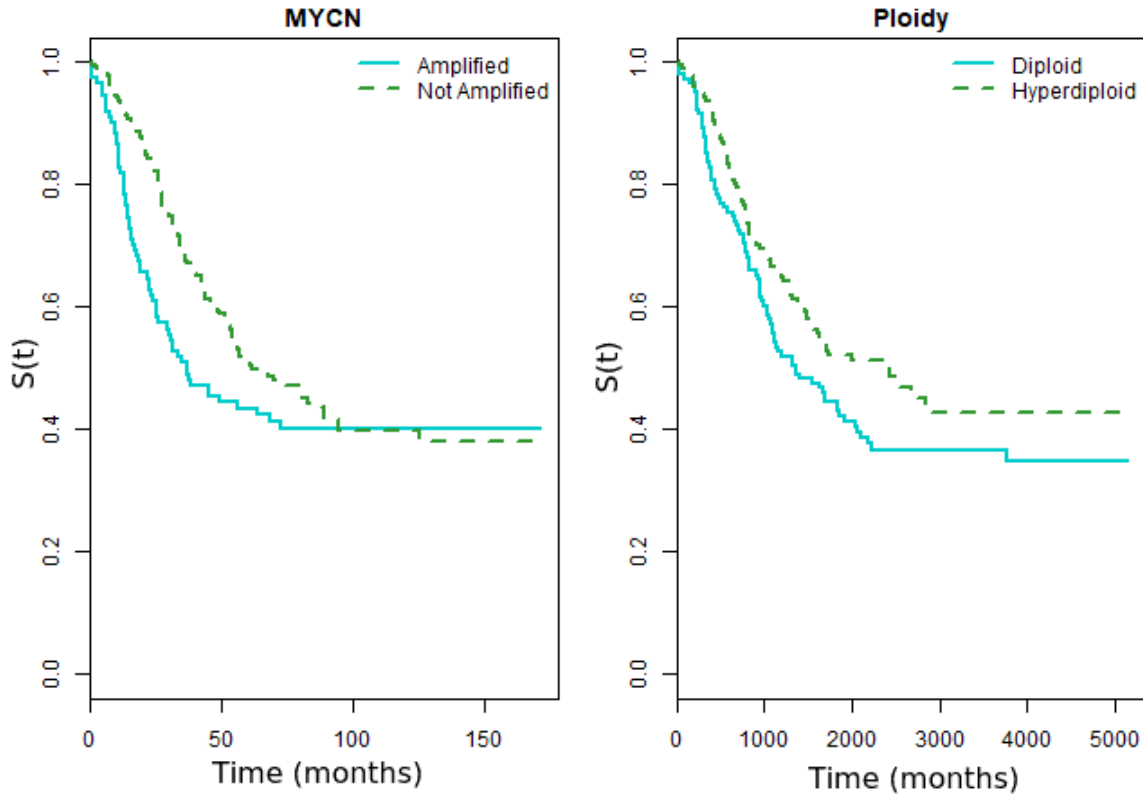 MYCN
Amplified
Not Amplified
S(t)
1.0
0.8
0.6
0.4
0.2
0.0
0 50 100 150
Time (months)
Ploidy
Diploid
Hyperdiploid
S(t)
1.0
0.8
0.6
0.4
0.2
0.0
0 1000 2000 3000 4000 5000
Time (months)